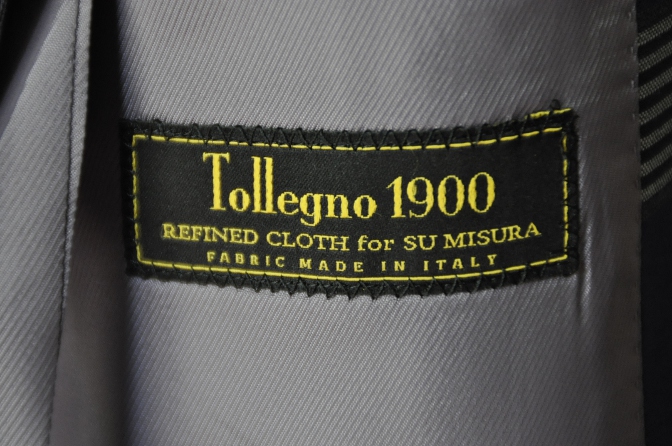 Tollegno 1900
REFINED CLOTH for SU MISURA
FABRIC MADE IN ITALY